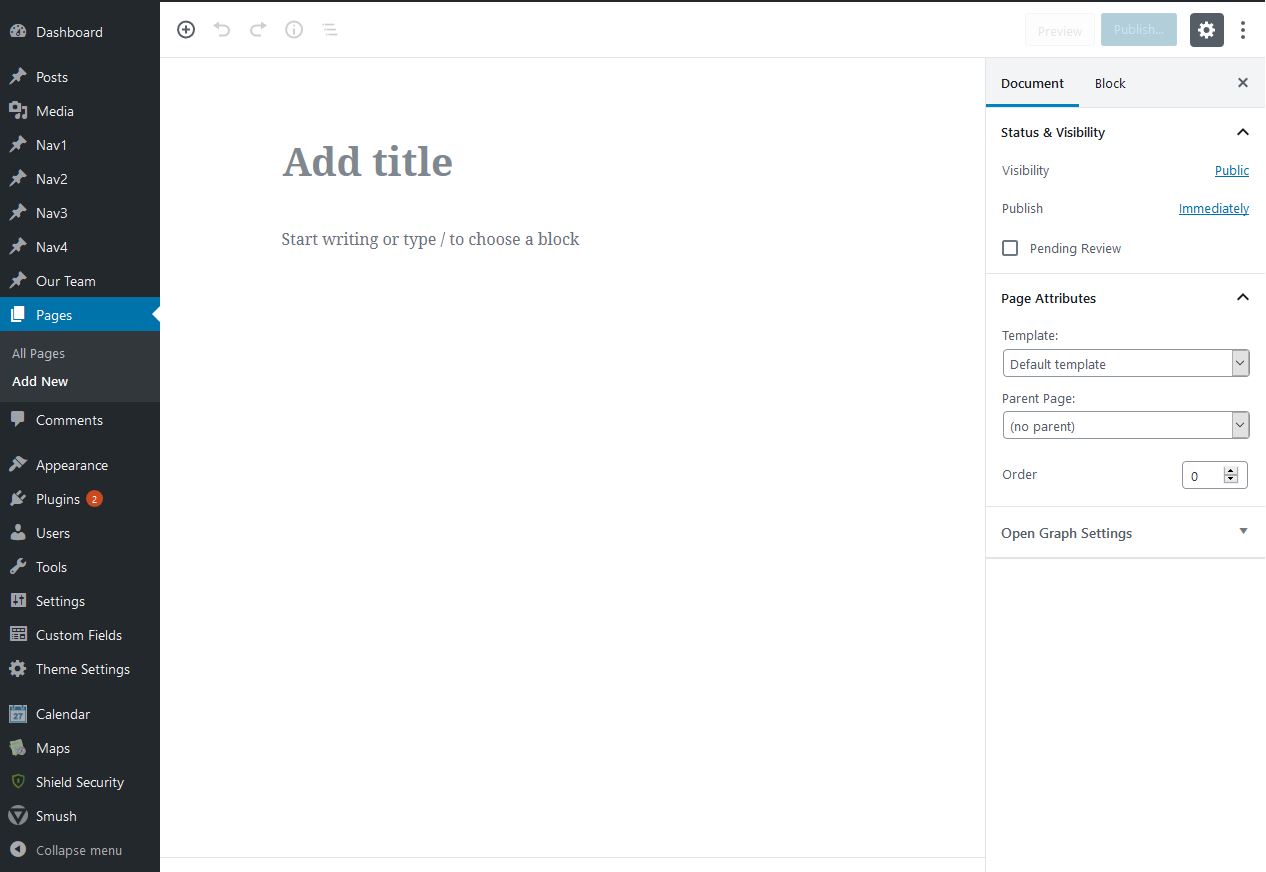 Dashboard
Posts
Media
Nav1
Nav2
Nav3
Nav4
Our Team
Pages
All Pages
Add New
Comments
Appearance
Plugins 2
Users
Tools
Settings
Custom Fields
Theme Settings
27 Calendar
Maps
Shield Security
Smush
Collapse menu
Preview Publish...
Add title
Start writing or type / to choose a block
Document Block
Status & Visibility
Visibility Public
Publish Immediately
Pending Review
Page Attributes
Template:
Default template
Parent Page:
(no parent)
Order 0
Open Graph Settings